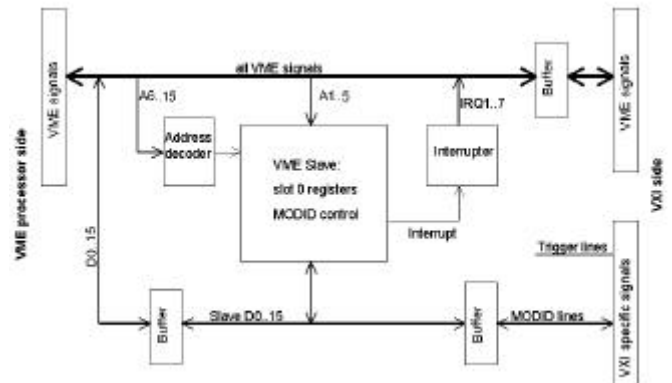 VME processor side
VME signals
all VME signals
Buffer
VME signals
VXI side
A6..15
A1..5
IRQ1..7
Address
decoder
VME Slave:
slot 0 registers
MODID control
Interrupter
Interrupt
D0..15
Trigger lines
Buffer
Slave D0..15
Buffer
MODID lines
VXI specific signals